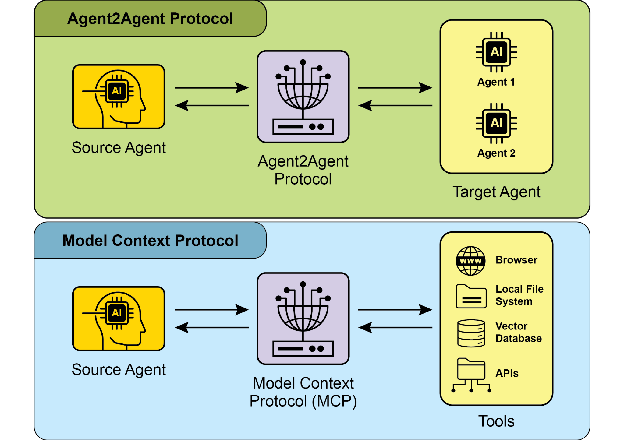 Agent2Agent Protocol
AI
Source Agent
Agent2Agent
Protocol
AI
Agent 1
AI
Agent 2
Target Agent
Model Context Protocol
AI
Source Agent
Model Context
Protocol (MCP)
www
Browser
Local File
System
Vector
Database
APIs
Tools